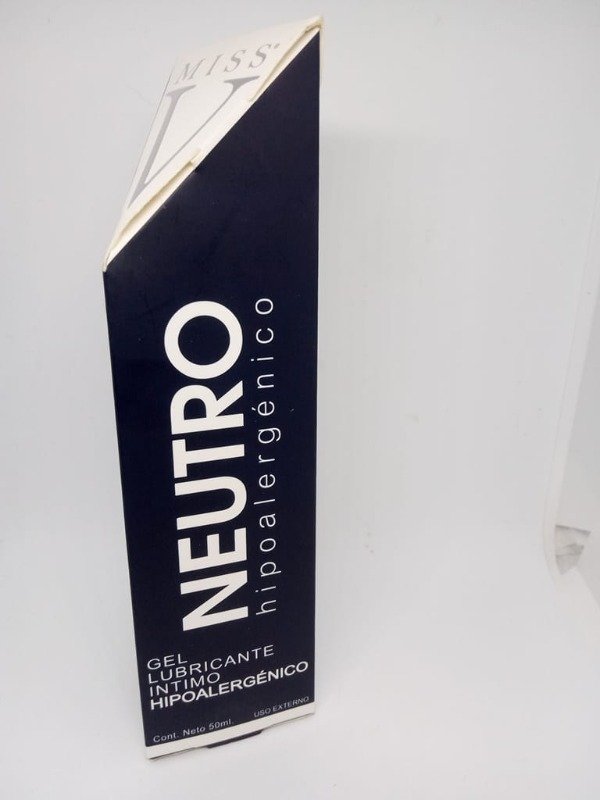 MISS
V
NEUTRO
hipoalergénico
GEL
LUBRICANTE
INTIMO
HIPOALERGÉNICO
Cont. Neto 50ml. USO EXTERNO